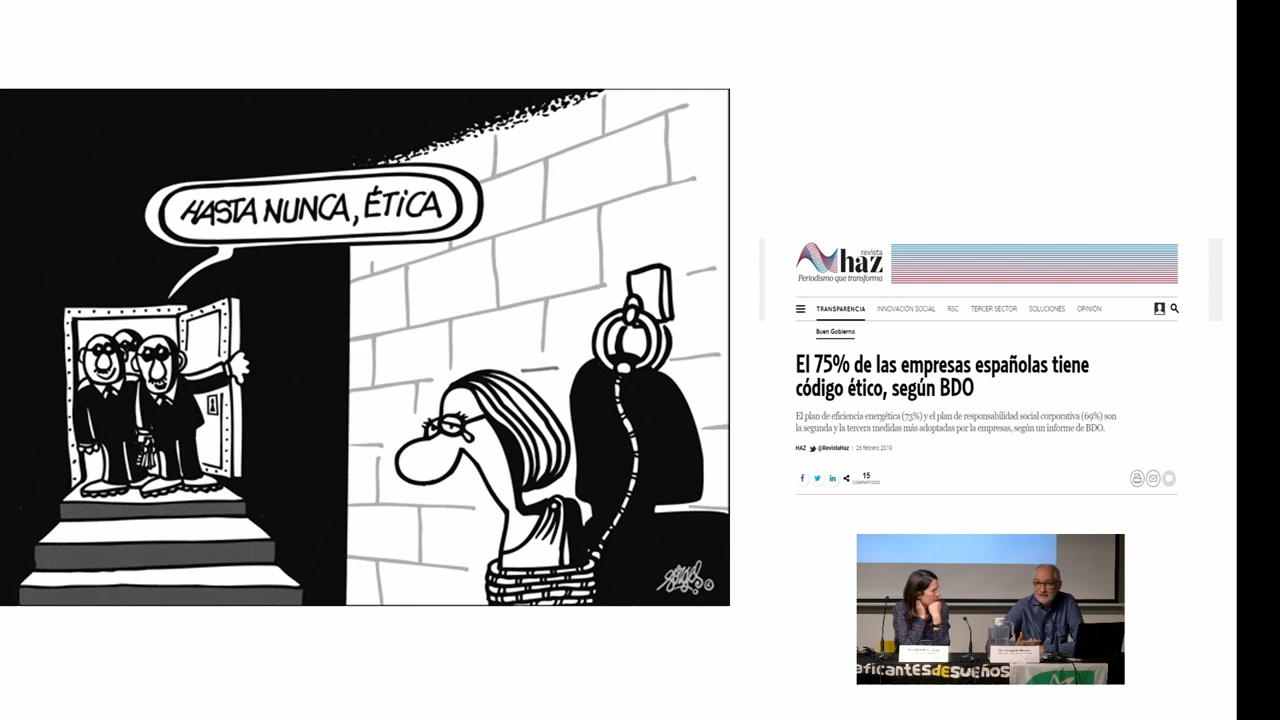 HASTA NUNCA, ÉTICA
revista
haz
Periodismo que transforma
TRANSPARENCIA INNOVACIÓN SOCIAL RSC TERCER SECTOR SOLUCIONES OPINIÓN
Buen Gobierno
El 75% de las empresas españolas tiene
código ético, según BDO
El plan de eficiencia energética (73%) y el plan de responsabilidad social corporativa (69%) son
la segunda y la tercera medidas más adoptadas por la empresas, según un informe de BDO.
HAZ @RevistaHaz | 26 febrero 2019
15
COMPARTIDOS
eficantesdesueños